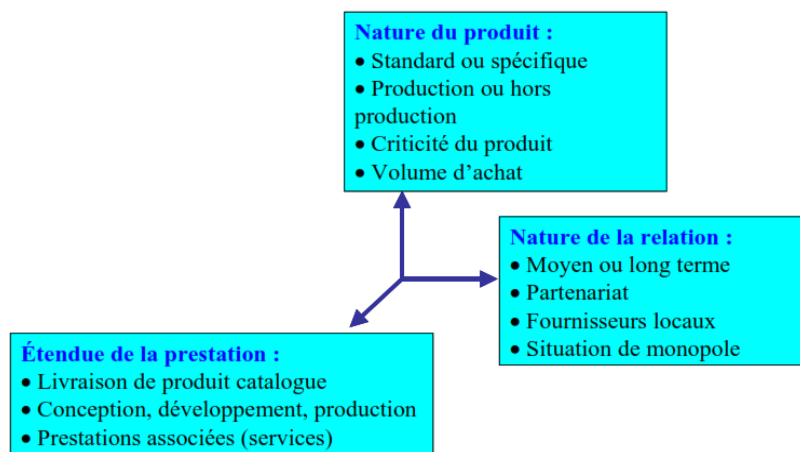 Nature du produit :
• Standard ou spécifique
• Production ou hors
production
• Criticité du produit
• Volume d’achat
Nature de la relation :
• Moyen ou long terme
• Partenariat
• Fournisseurs locaux
• Situation de monopole
Étendue de la prestation :
• Livraison de produit catalogue
• Conception, développement, production
• Prestations associées (services)